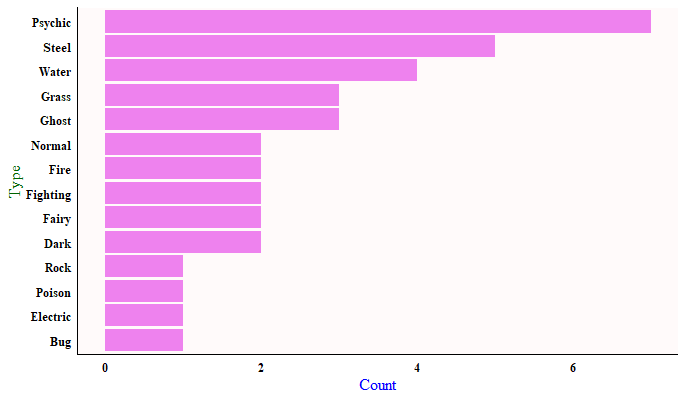 Psychic
Steel
Water
Grass
Ghost
Normal
Fire
Fighting
Fairy
Dark
Rock
Poison
Electric
Bug
Type
0 2 4 6
Count